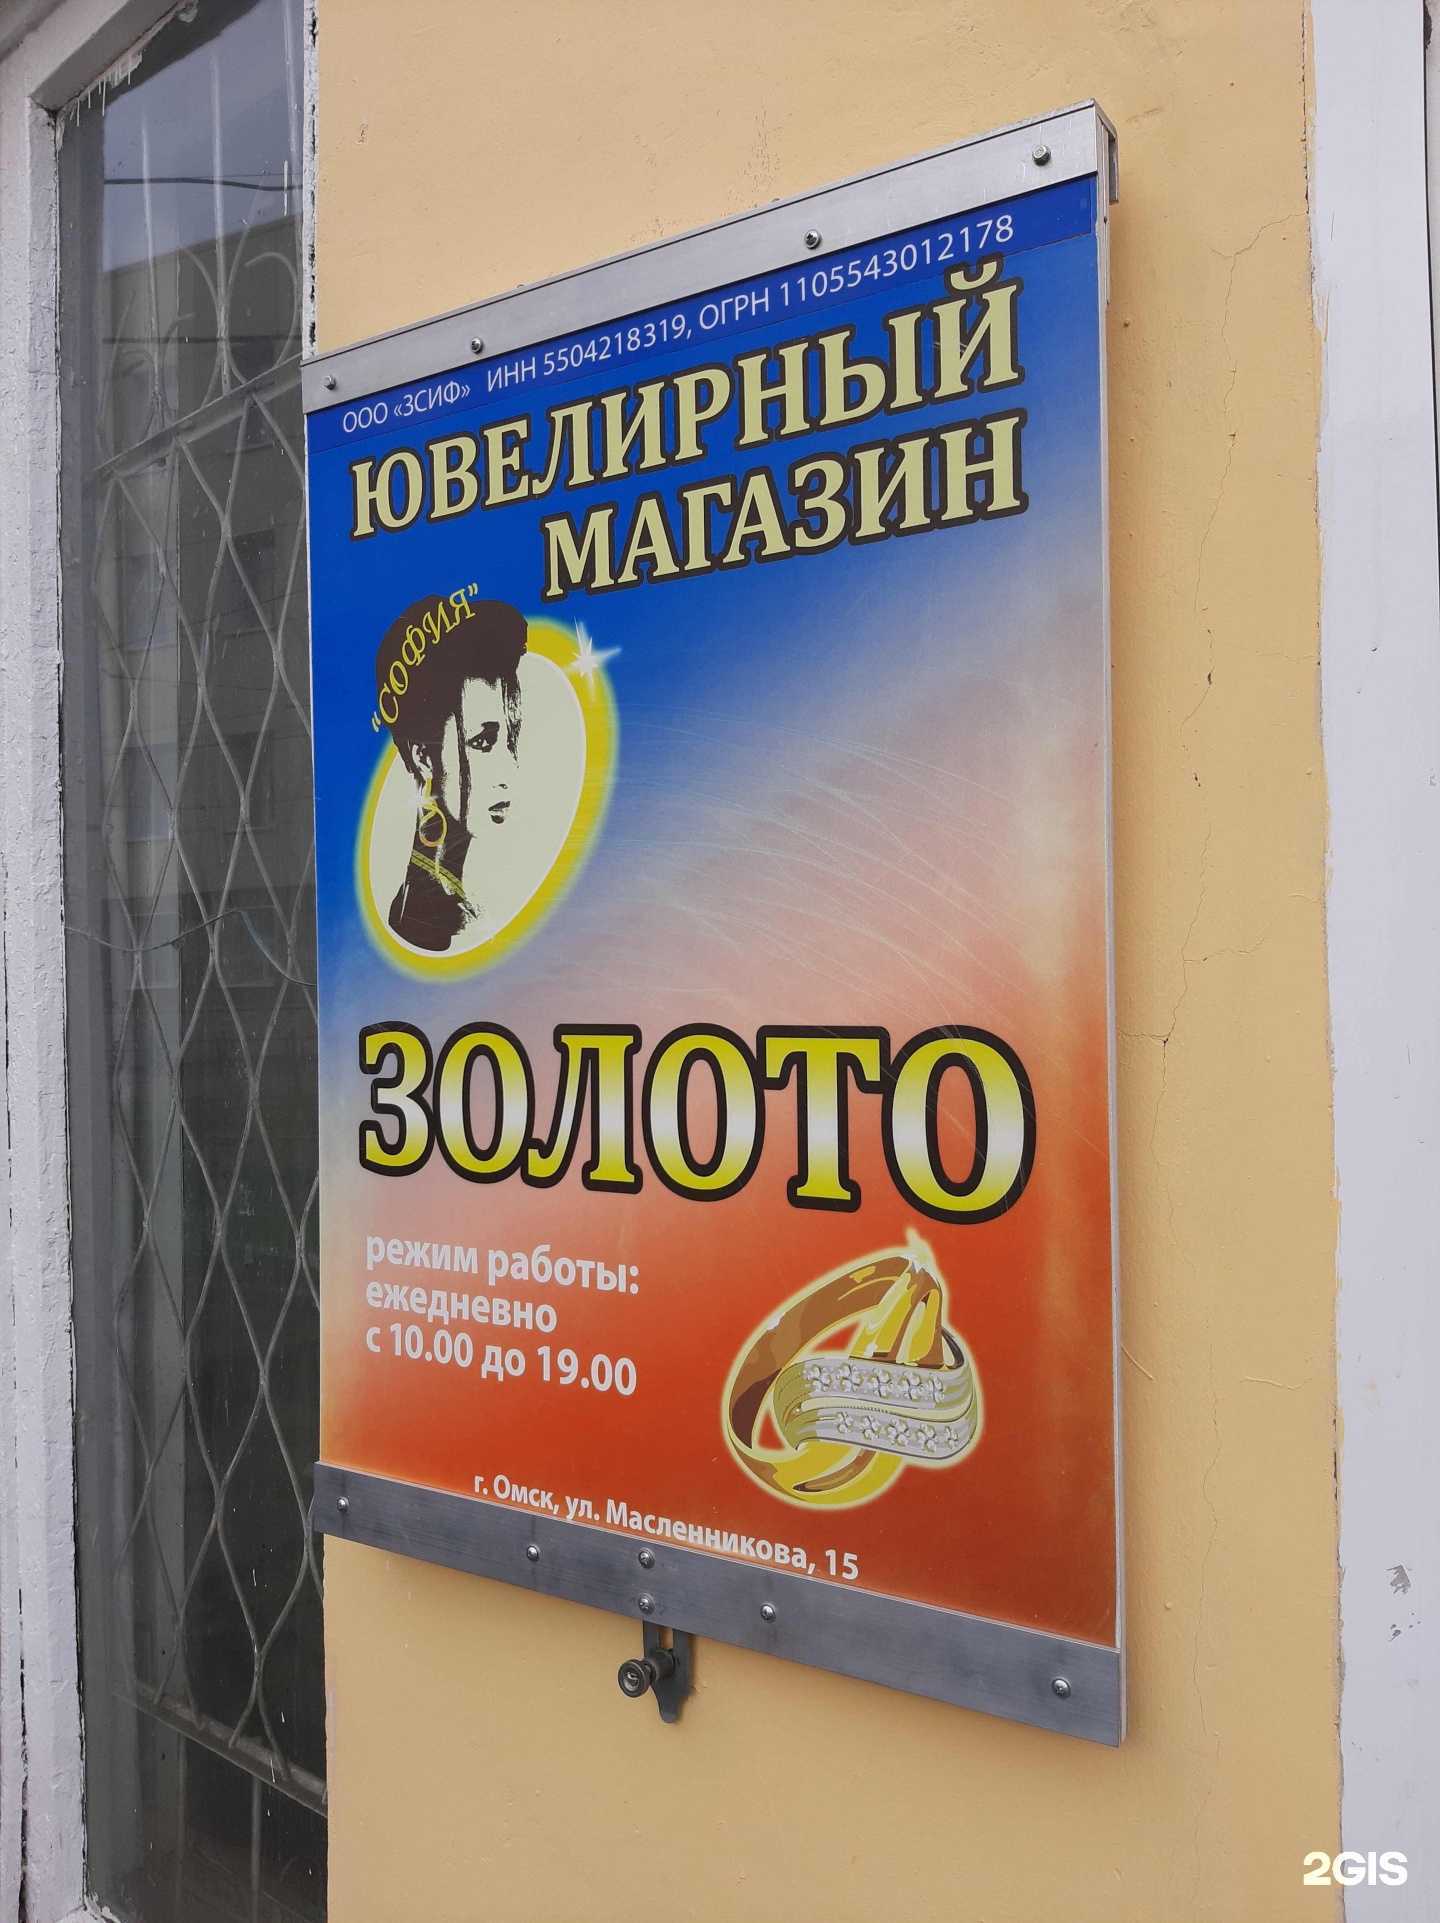 ООО «ЗСИФ» ИНН 5504218319, ОГРН 1105543012178
ЮВЕЛИРНЫЙ
МАГАЗИН
"СОФИЯ"
ЗОЛОТО
режим работы:
ежедневно
с 10.00 до 19.00
г. Омск, ул. Масленникова, 15
2GIS